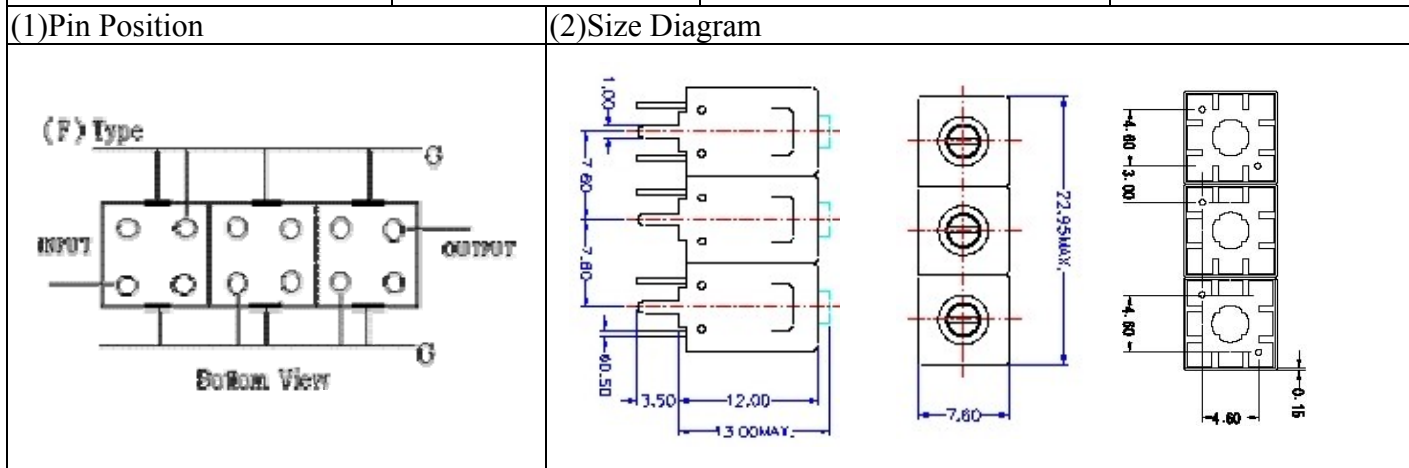 (1)Pin Position
(2)Size Diagram
(F) Type
G
INPUT
OUTPUT
G
Bottom View
1.00
7.60
7.60
0.50
3.50
12.00
13.00MAX.
22.95MAX.
7.60
4.60
3.00
4.60
4.60
0.15